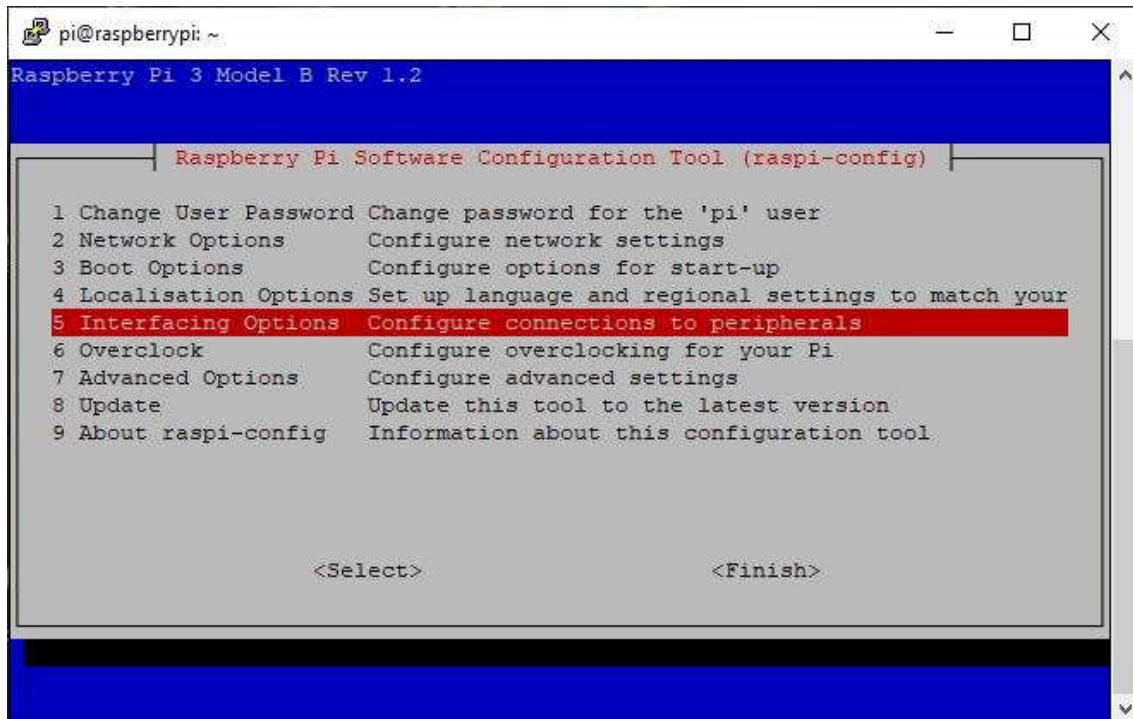 pi@raspberrypi: ~
Raspberry Pi 3 Model B Rev 1.2
Raspberry Pi Software Configuration Tool (raspi-config)
1 Change User Password Change password for the 'pi' user
2 Network Options Configure network settings
3 Boot Options Configure options for start-up
4 Localisation Options Set up language and regional settings to match your
5 Interfacing Options Configure connections to peripherals
6 Overclock Configure overclocking for your Pi
7 Advanced Options Configure advanced settings
8 Update Update this tool to the latest version
9 About raspi-config Information about this configuration tool
<Select> <Finish>